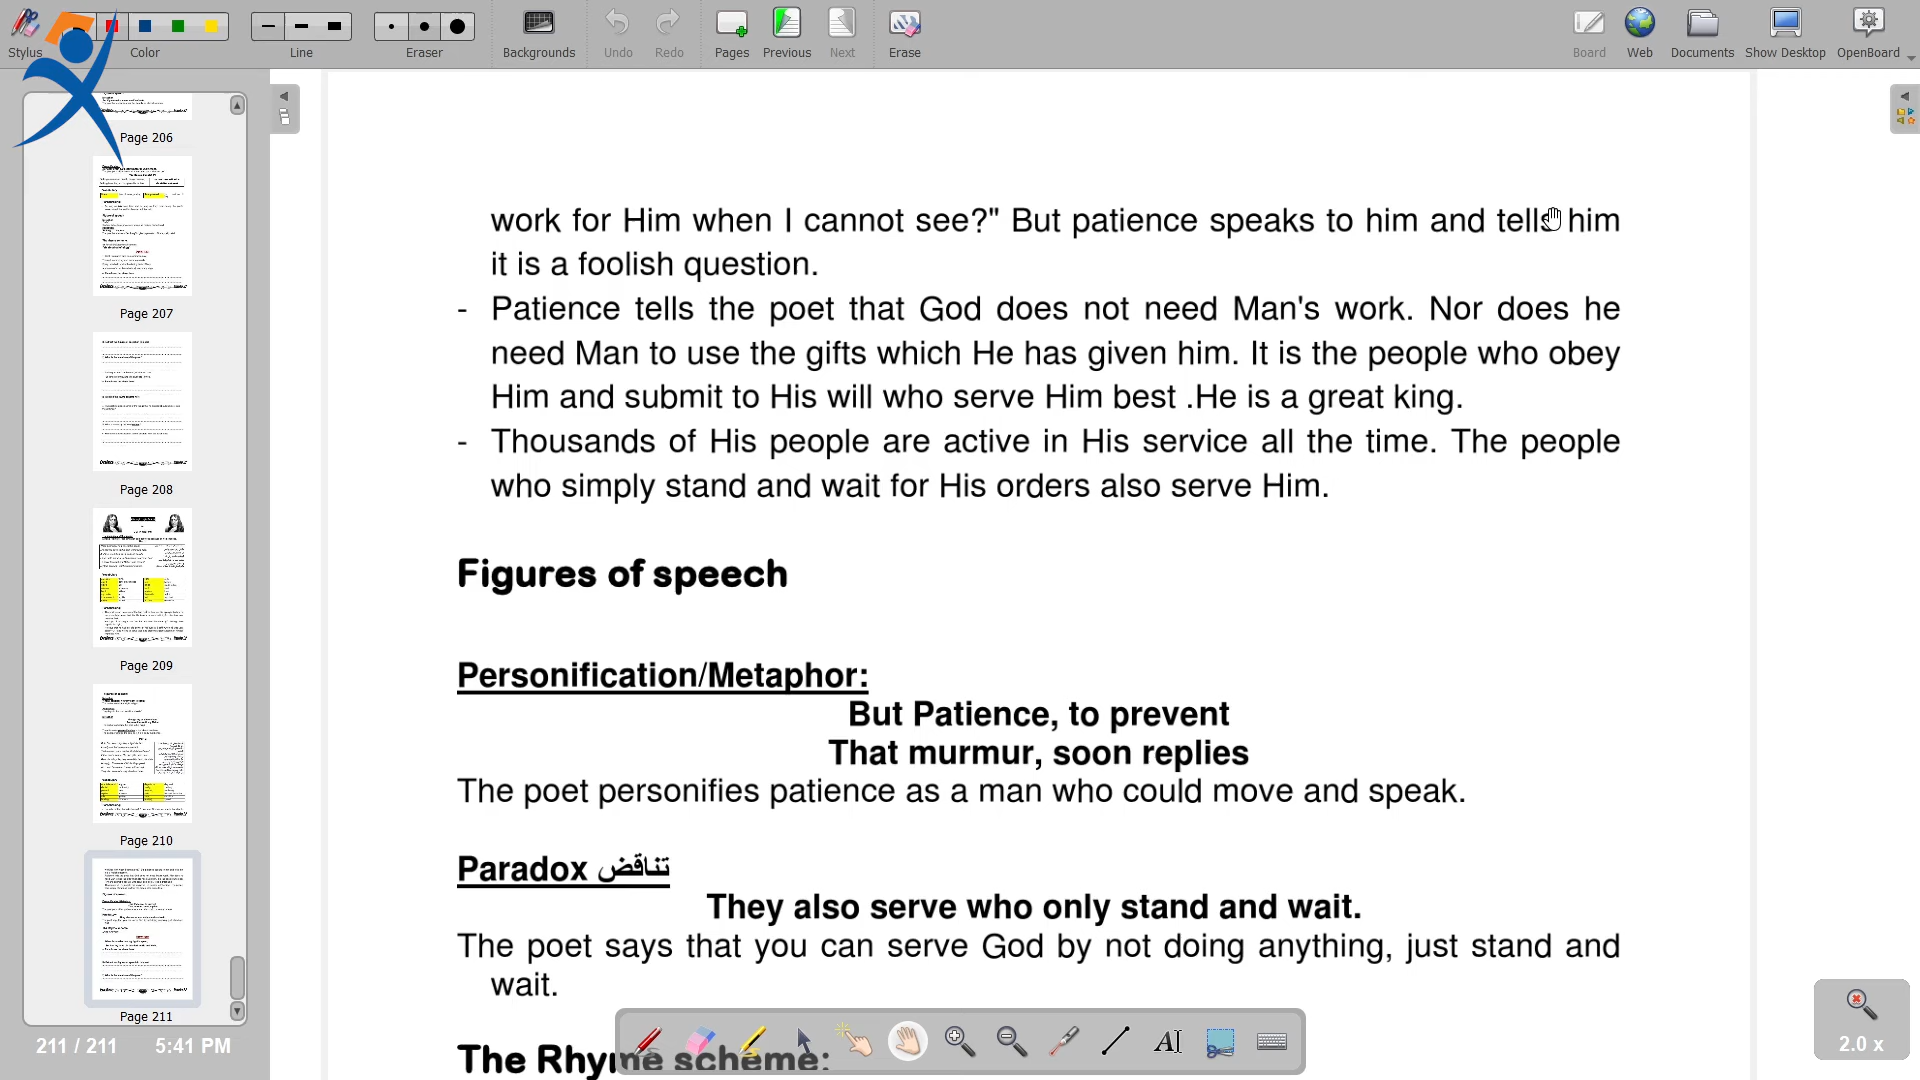 Stylus
Color
Line
Eraser
Backgrounds
Undo
Redo
Pages
Previous
Next
Erase
Board
Web
Documents
Show Desktop
OpenBoard
Page 206
Page 207
Page 208
Page 209
Page 210
Page 211
211 / 211 5:41 PM
work for Him when I cannot see?" But patience speaks to him and tells him
it is a foolish question.
- Patience tells the poet that God does not need Man's work. Nor does he
need Man to use the gifts which He has given him. It is the people who obey
Him and submit to His will who serve Him best .He is a great king.
- Thousands of His people are active in His service all the time. The people
who simply stand and wait for His orders also serve Him.
Figures of speech
Personification/Metaphor:
But Patience, to prevent
That murmur, soon replies
The poet personifies patience as a man who could move and speak.
Paradox تناقض
They also serve who only stand and wait.
The poet says that you can serve God by not doing anything, just stand and
wait.
The Rhyme scheme:
2.0 x